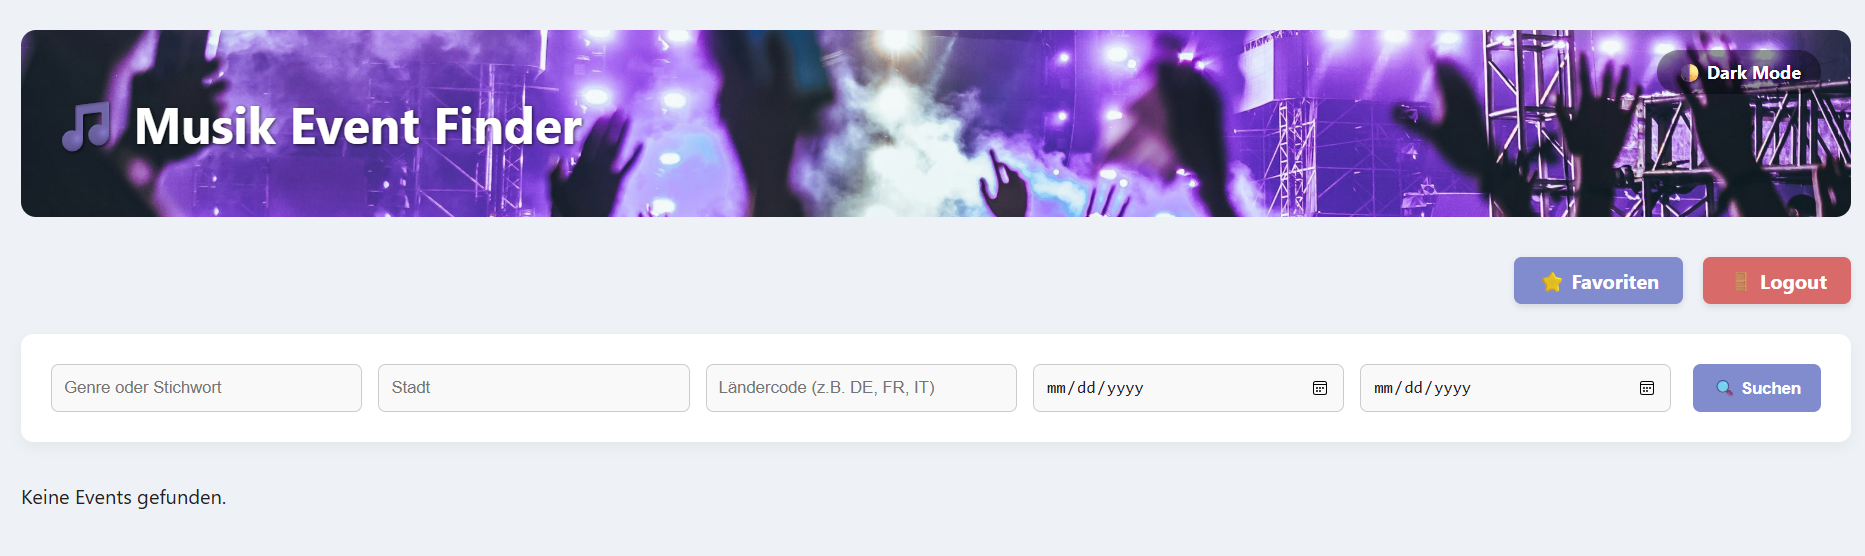 Dark Mode
Musik Event Finder
Favoriten
Logout
Genre oder Stichwort
Stadt
Ländercode (z.B. DE, FR, IT)
mm/dd/yyyy
mm/dd/yyyy
Suchen
Keine Events gefunden.